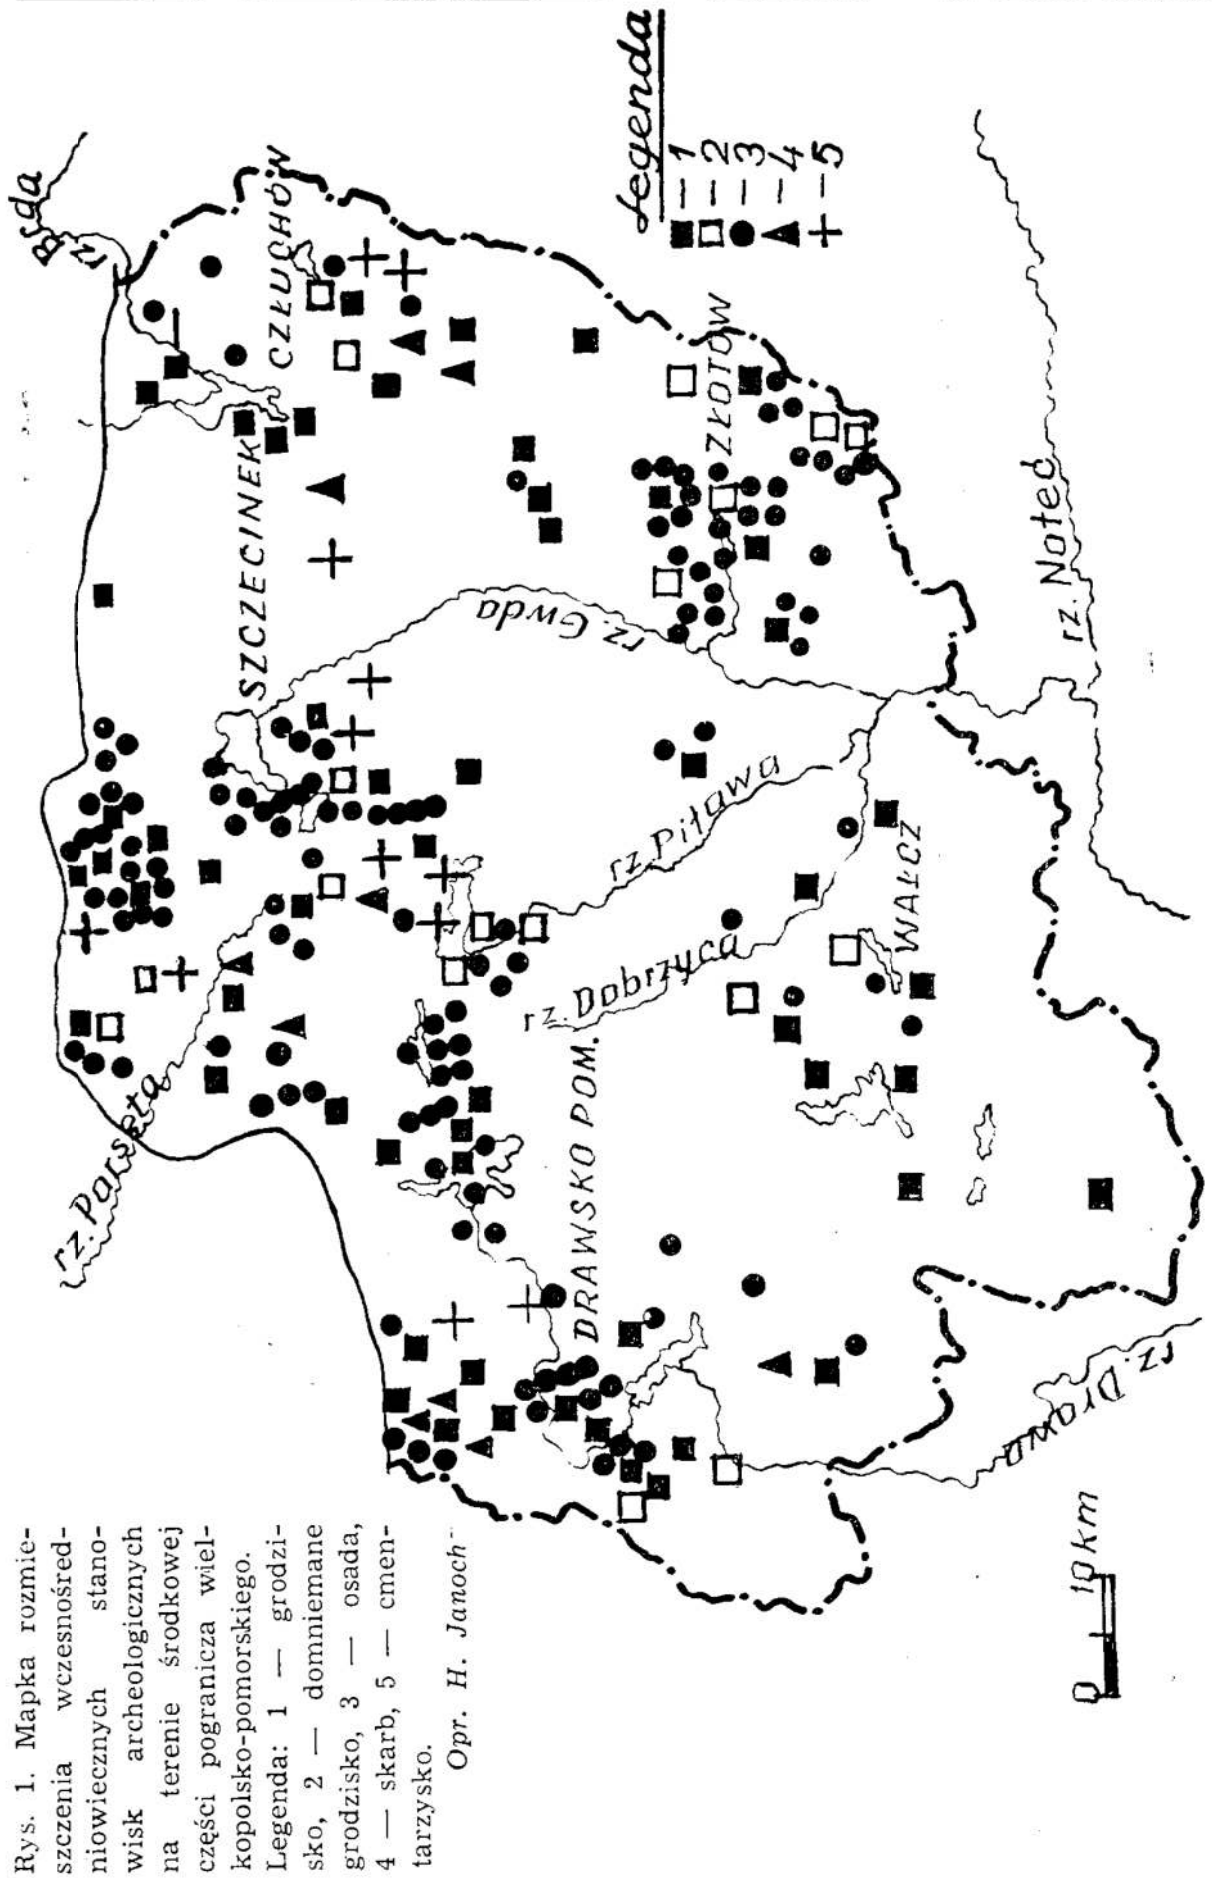 Rys. 1. Mapka rozmie-
szczenia wczesnośred-
niowiecznych stano-
wisk archeologicznych
na terenie środkowej
części pogranicza wiel-
kopolsko-pomorskiego.
Legenda: 1 — grodzi-
sko, 2 — domniemane
grodzisko, 3 — osada,
4 — skarb, 5 — cmen-
tarzysko.
Opr. H. Janoch
rz. Parsęta
SZCZECINEK
rz. Brda
CZŁUCHÓW
rz. Gwda
DRAWSKO POM.
rz. Dobrzyca
rz. Piława
ZŁOTÓW
WAŁCZ
rz. Drawa
rz. Noteć
Legenda
— 1
— 2
— 3
— 4
— 5
0 10 km